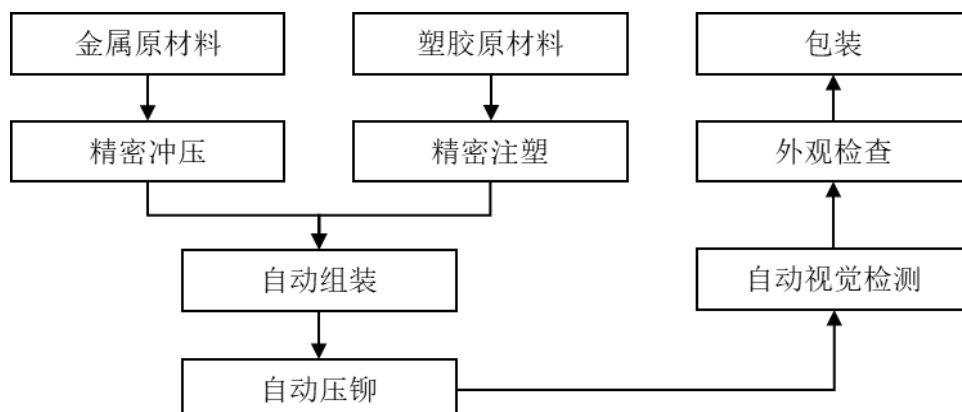 金属原材料
塑胶原材料
包装
精密冲压
精密注塑
外观检查
自动组装
自动视觉检测
自动压铆